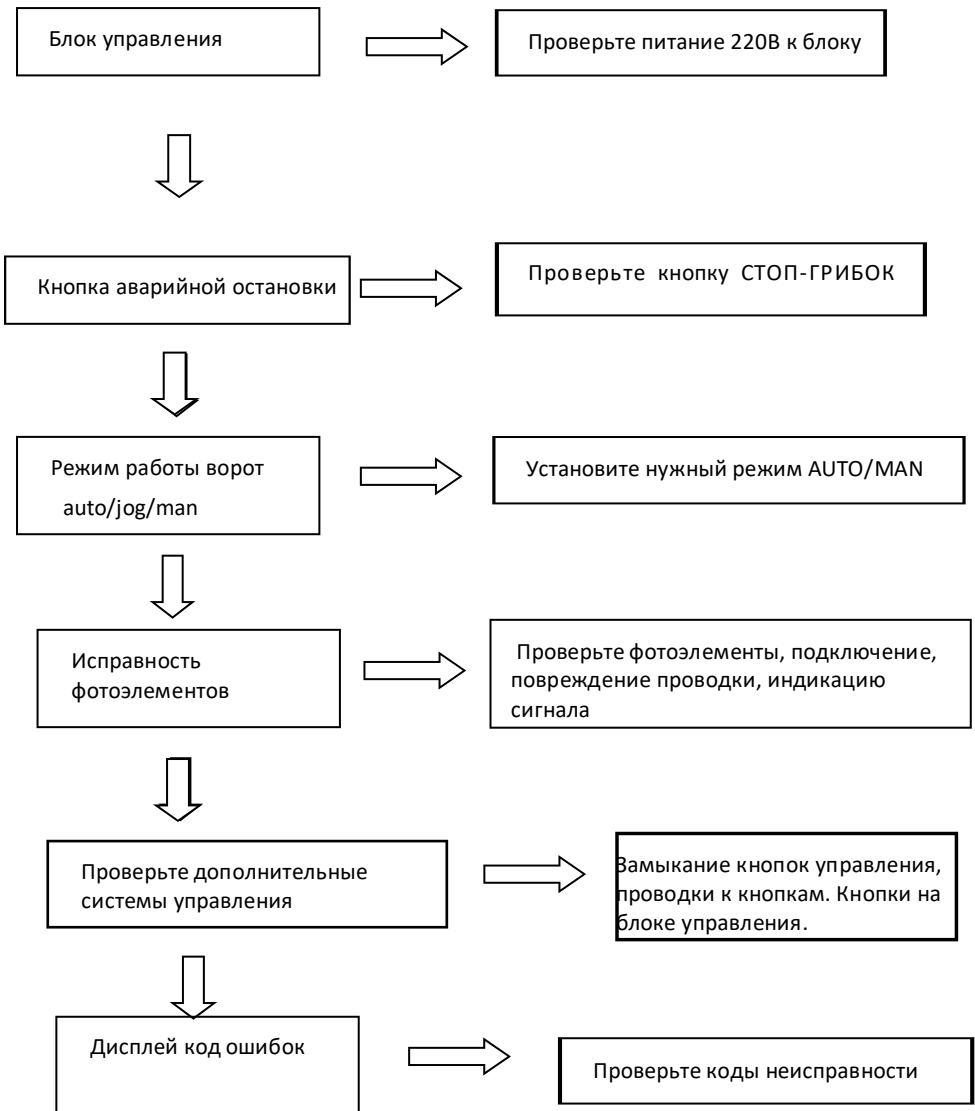 Блок управления
Проверьте питание 220В к блоку
Кнопка аварийной остановки
Проверьте кнопку СТОП-ГРИБОК
Режим работы ворот
auto/jog/man
Установите нужный режим AUTO/MAN
Исправность
фотоэлементов
Проверьте фотоэлементы, подключение,
повреждение проводки, индикацию
сигнала
Проверьте дополнительные
системы управления
Замыкание кнопок управления,
проводки к кнопкам. Кнопки на
блоке управления.
Дисплей код ошибок
Проверьте коды неисправности